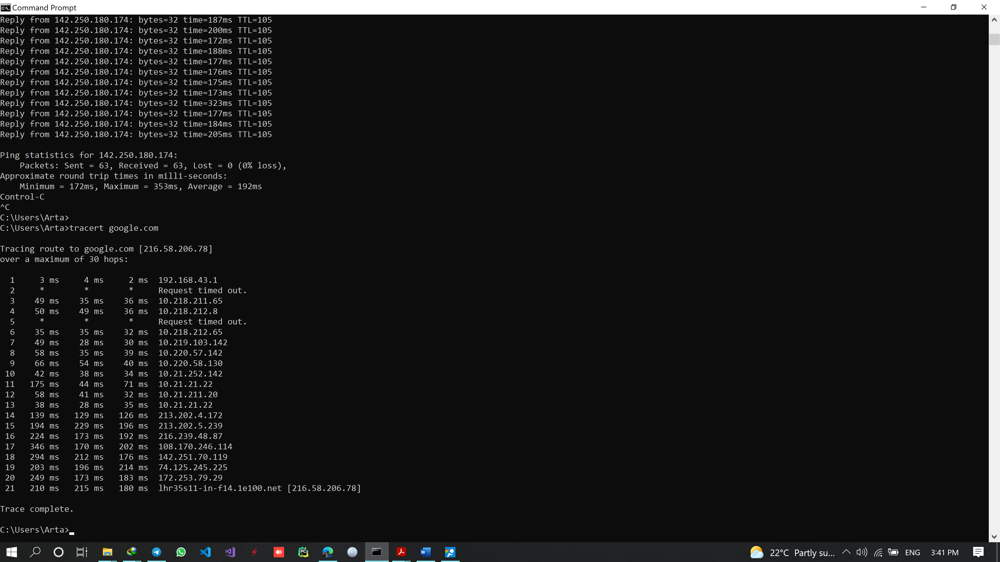 Command Prompt
Reply from 142.250.180.174: bytes=32 time=187ms TTL=105
Reply from 142.250.180.174: bytes=32 time=200ms TTL=105
Reply from 142.250.180.174: bytes=32 time=172ms TTL=105
Reply from 142.250.180.174: bytes=32 time=188ms TTL=105
Reply from 142.250.180.174: bytes=32 time=177ms TTL=105
Reply from 142.250.180.174: bytes=32 time=176ms TTL=105
Reply from 142.250.180.174: bytes=32 time=175ms TTL=105
Reply from 142.250.180.174: bytes=32 time=173ms TTL=105
Reply from 142.250.180.174: bytes=32 time=323ms TTL=105
Reply from 142.250.180.174: bytes=32 time=177ms TTL=105
Reply from 142.250.180.174: bytes=32 time=184ms TTL=105
Reply from 142.250.180.174: bytes=32 time=205ms TTL=105
Ping statistics for 142.250.180.174:
Packets: Sent = 63, Received = 63, Lost = 0 (0% loss),
Approximate round trip times in milli-seconds:
Minimum = 172ms, Maximum = 353ms, Average = 192ms
Control-C
^C
C:\Users\Arta>
C:\Users\Arta>tracert google.com
Tracing route to google.com [216.58.206.78]
over a maximum of 30 hops:
1 3 ms 4 ms 2 ms 192.168.43.1
2 * * * Request timed out.
3 49 ms 35 ms 36 ms 10.218.211.65
4 50 ms 49 ms 36 ms 10.218.212.8
5 * * * Request timed out.
6 35 ms 35 ms 32 ms 10.218.212.65
7 49 ms 28 ms 30 ms 10.219.103.142
8 58 ms 35 ms 39 ms 10.220.57.142
9 66 ms 54 ms 40 ms 10.220.58.130
10 42 ms 38 ms 34 ms 10.21.252.142
11 175 ms 44 ms 71 ms 10.21.21.22
12 58 ms 41 ms 32 ms 10.21.211.20
13 38 ms 28 ms 35 ms 10.21.21.22
14 139 ms 129 ms 126 ms 213.202.4.172
15 194 ms 229 ms 196 ms 213.202.5.239
16 224 ms 173 ms 192 ms 216.239.48.87
17 346 ms 170 ms 202 ms 108.170.246.114
18 294 ms 212 ms 176 ms 142.251.70.119
19 203 ms 196 ms 214 ms 74.125.245.225
20 249 ms 173 ms 183 ms 172.253.79.29
21 210 ms 215 ms 180 ms lhr35s11-in-f14.1e100.net [216.58.206.78]
Trace complete.
C:\Users\Arta>
22°C Partly su... ENG 3:41 PM